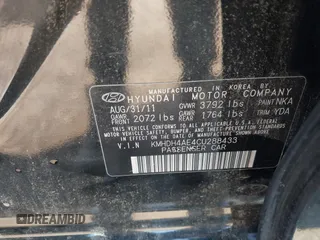 MANUFACTURED BY
HYUNDAI MOTOR COMPANY
AUG/31/11 GVWR 3792 lbs PAINT NKA
GAWR FRONT 2072 lbs GAWR REAR 1764 lbs TRIM YDA
THIS VEHICLE CONFORMS TO ALL APPLICABLE
U.S. FEDERAL MOTOR VEHICLE SAFETY, BUMPER,
AND THEFT PREVENTION STANDARDS IN EFFECT ON
THE DATE OF MANUFACTURE SHOWN ABOVE.
V.I.N KMHDH4AE4CU288433
PASSENGER CAR
DREAMBID